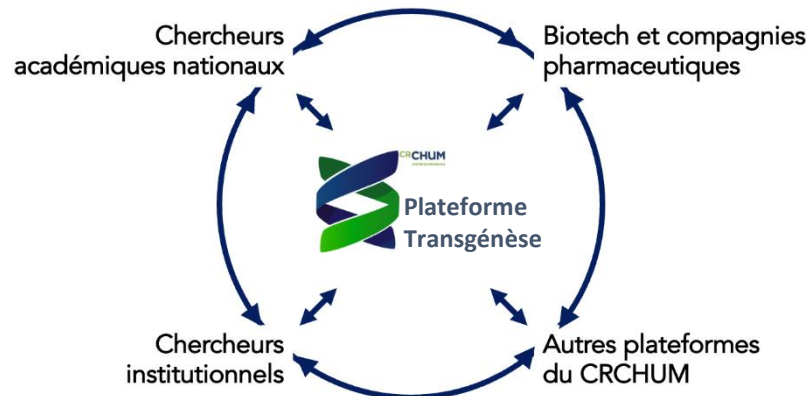 Chercheurs
académiques nationaux
Biotech et compagnies
pharmaceutiques
CRCHUM
Plateforme
Transgénèse
Chercheurs
institutionnels
Autres plateformes
du CRCHUM